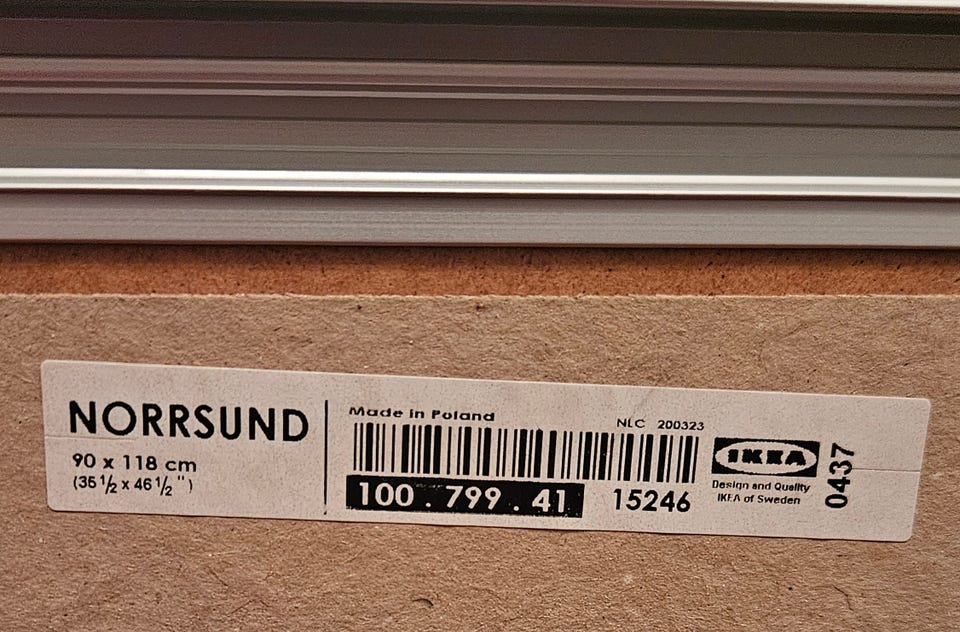 NORRSUND
90 x 118 cm
(35 1/2 x 46 1/2 ")
Made in Poland
NLC 200323
100 . 799 . 41 15246
IKEA
Design and Quality
IKEA of Sweden
0437